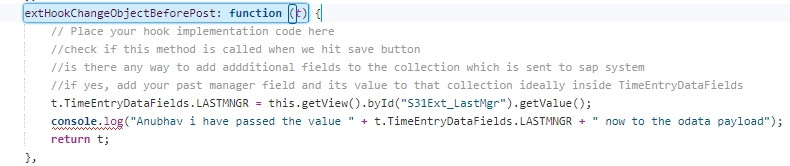 extHookChangeObjectBeforePost: function (t) {
// Place your hook implementation code here
//check if this method is called when we hit save button
//is there any way to add addditional fields to the collection which is sent to sap system
//if yes, add your past manager field and its value to that collection ideally inside TimeEntryDataFields
t.TimeEntryDataFields.LASTMNGR = this.getView().byId("S31Ext_LastMgr").getValue();
console.log("Anubhav i have passed the value " + t.TimeEntryDataFields.LASTMNGR + " now to the odata payload");
return t;
},